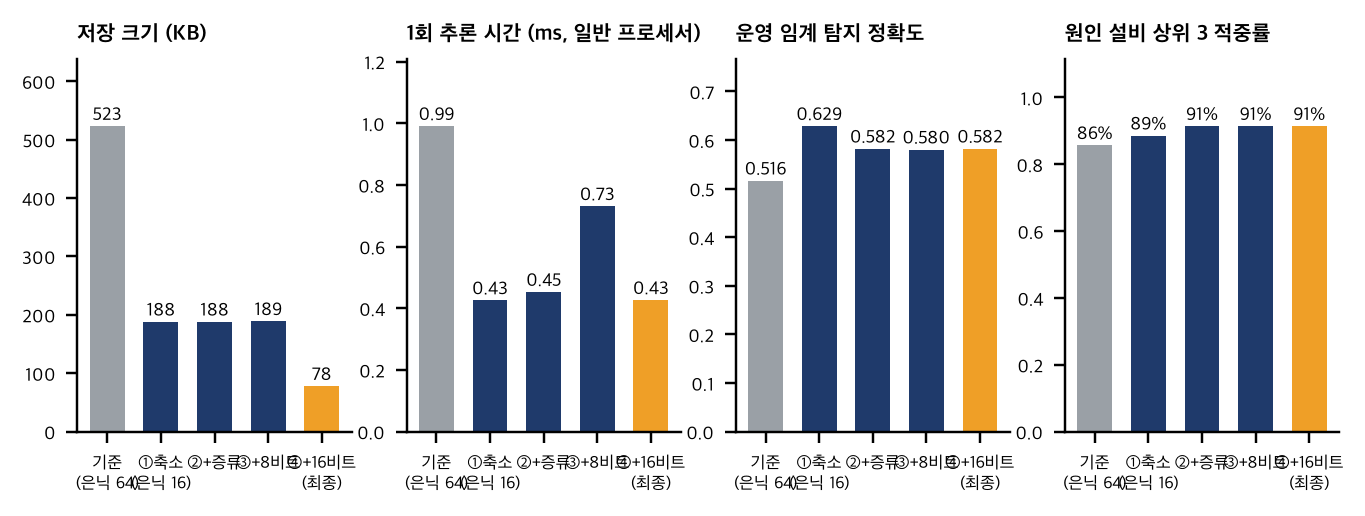 저장 크기 (KB)
600
500
400
300
200
100
0
523
188
188
189
78
기준
(은닉 64)
①축소
(은닉 16)
②+증류
③+8비트
④+16비트
(최종)
1회 추론 시간 (ms, 일반 프로세서)
1.2
1.0
0.8
0.6
0.4
0.2
0.0
0.99
0.43
0.45
0.73
0.43
기준
(은닉 64)
①축소
(은닉 16)
②+증류
③+8비트
④+16비트
(최종)
운영 임계 탐지 정확도
0.7
0.6
0.5
0.4
0.3
0.2
0.1
0.0
0.516
0.629
0.582
0.580
0.582
기준
(은닉 64)
①축소
(은닉 16)
②+증류
③+8비트
④+16비트
(최종)
원인 설비 상위 3 적중률
1.0
0.8
0.6
0.4
0.2
0.0
86%
89%
91%
91%
91%
기준
(은닉 64)
①축소
(은닉 16)
②+증류
③+8비트
④+16비트
(최종)